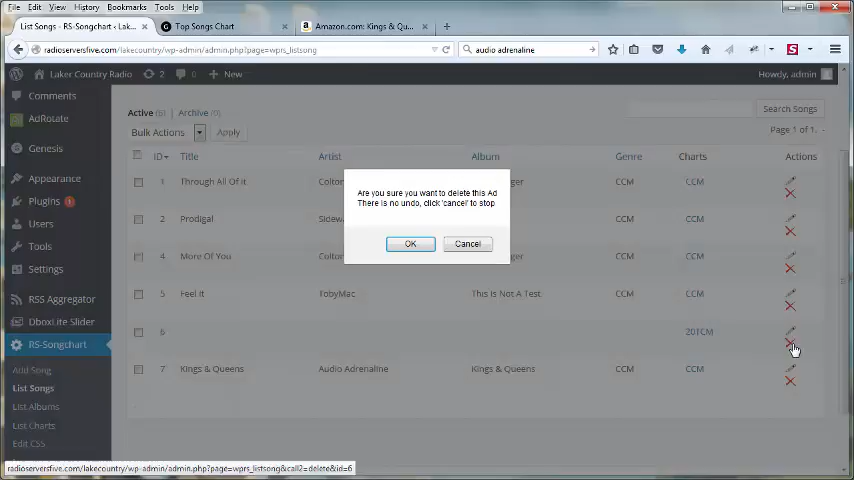 File Edit View History Bookmarks Tools Help
List Songs - RS-Songchart ‹ Lak...
Top Songs Chart
Amazon.com: Kings & Qu...
radioserversfive.com/lakecountry/wp-admin/admin.php?page=wprs_listsong
audio adrenaline
Laker Country Radio 2 0 + New
Howdy, admin
Comments
AdRotate
Genesis
Appearance
Plugins 1
Users
Tools
Settings
RSS Aggregator
DboxLite Slider
RS-Songchart
Add Song
List Songs
List Albums
List Charts
Edit CSS
Active (6) | Archive (0)
Search Songs
Bulk Actions Apply
Page 1 of 1.
ID Title Artist Album Genre Charts Actions
1 Through All Of It Colton ger CCM CCM
2 Prodigal Sidew CCM CCM
4 More Of You Colton ger CCM CCM
5 Feel It TobyMac This Is Not A Test CCM CCM
6 201CM
7 Kings & Queens Audio Adrenaline Kings & Queens CCM CCM
Are you sure you want to delete this Ad
There is no undo, click 'cancel' to stop
OK Cancel
radioserversfive.com/lakecountry/wp-admin/admin.php?page=wprs_listsong&call2=delete&id=6